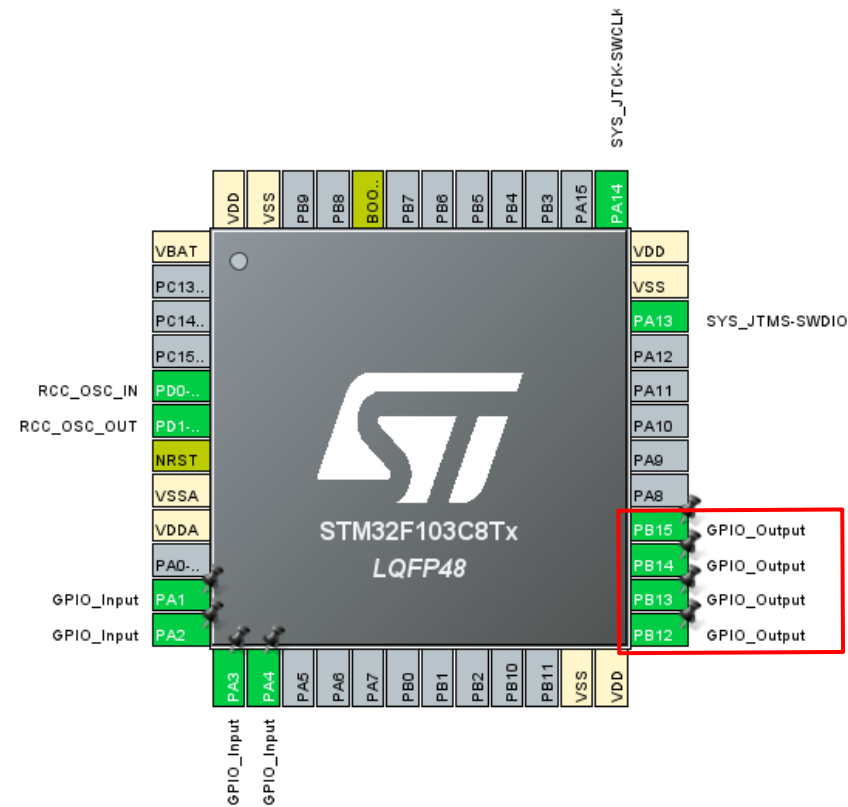 SYS_JTCK-SWCLK
VDD
VSS
PB9
PB8
BOO..
PB7
PB6
PB5
PB4
PB3
PA15
PA14
VBAT
PC13..
PC14..
PC15..
RCC_OSC_IN PD0-..
RCC_OSC_OUT PD1-..
NRST
VSSA
VDDA
PA0-..
GPIO_Input PA1
GPIO_Input PA2
ST
STM32F103C8Tx
LQFP48
VDD
VSS
PA13 SYS_JTMS-SWDIO
PA12
PA11
PA10
PA9
PA8
PB15 GPIO_Output
PB14 GPIO_Output
PB13 GPIO_Output
PB12 GPIO_Output
PA3
PA4
PA5
PA6
PA7
PB0
PB1
PB2
PB10
PB11
VSS
VDD
GPIO_Input
GPIO_Input